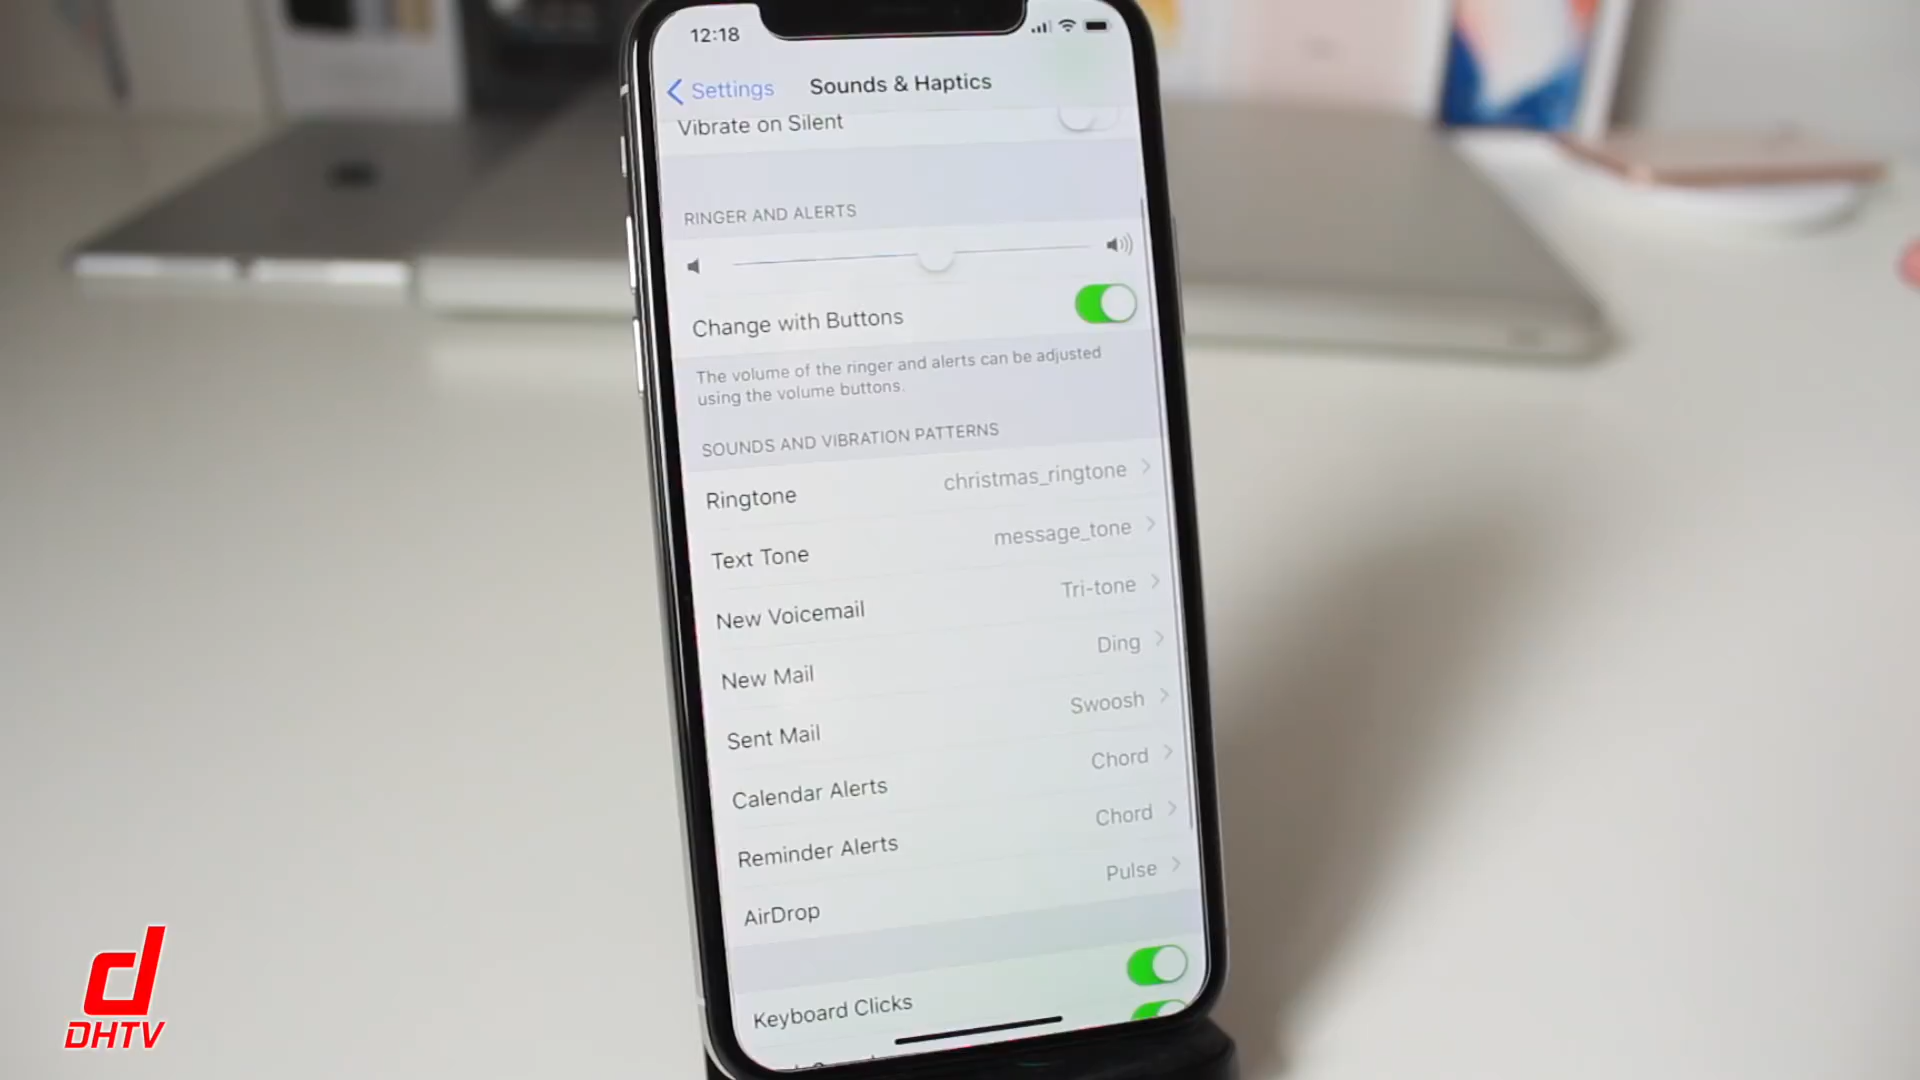 12:18
Settings
Sounds & Haptics
Vibrate on Silent
RINGER AND ALERTS
Change with Buttons
The volume of the ringer and alerts can be adjusted
using the volume buttons.
SOUNDS AND VIBRATION PATTERNS
Ringtone christmas_ringtone
Text Tone message_tone
New Voicemail Tri-tone
New Mail Ding
Sent Mail Swoosh
Calendar Alerts Chord
Reminder Alerts Chord
AirDrop Pulse
Keyboard Clicks
d
DHTV